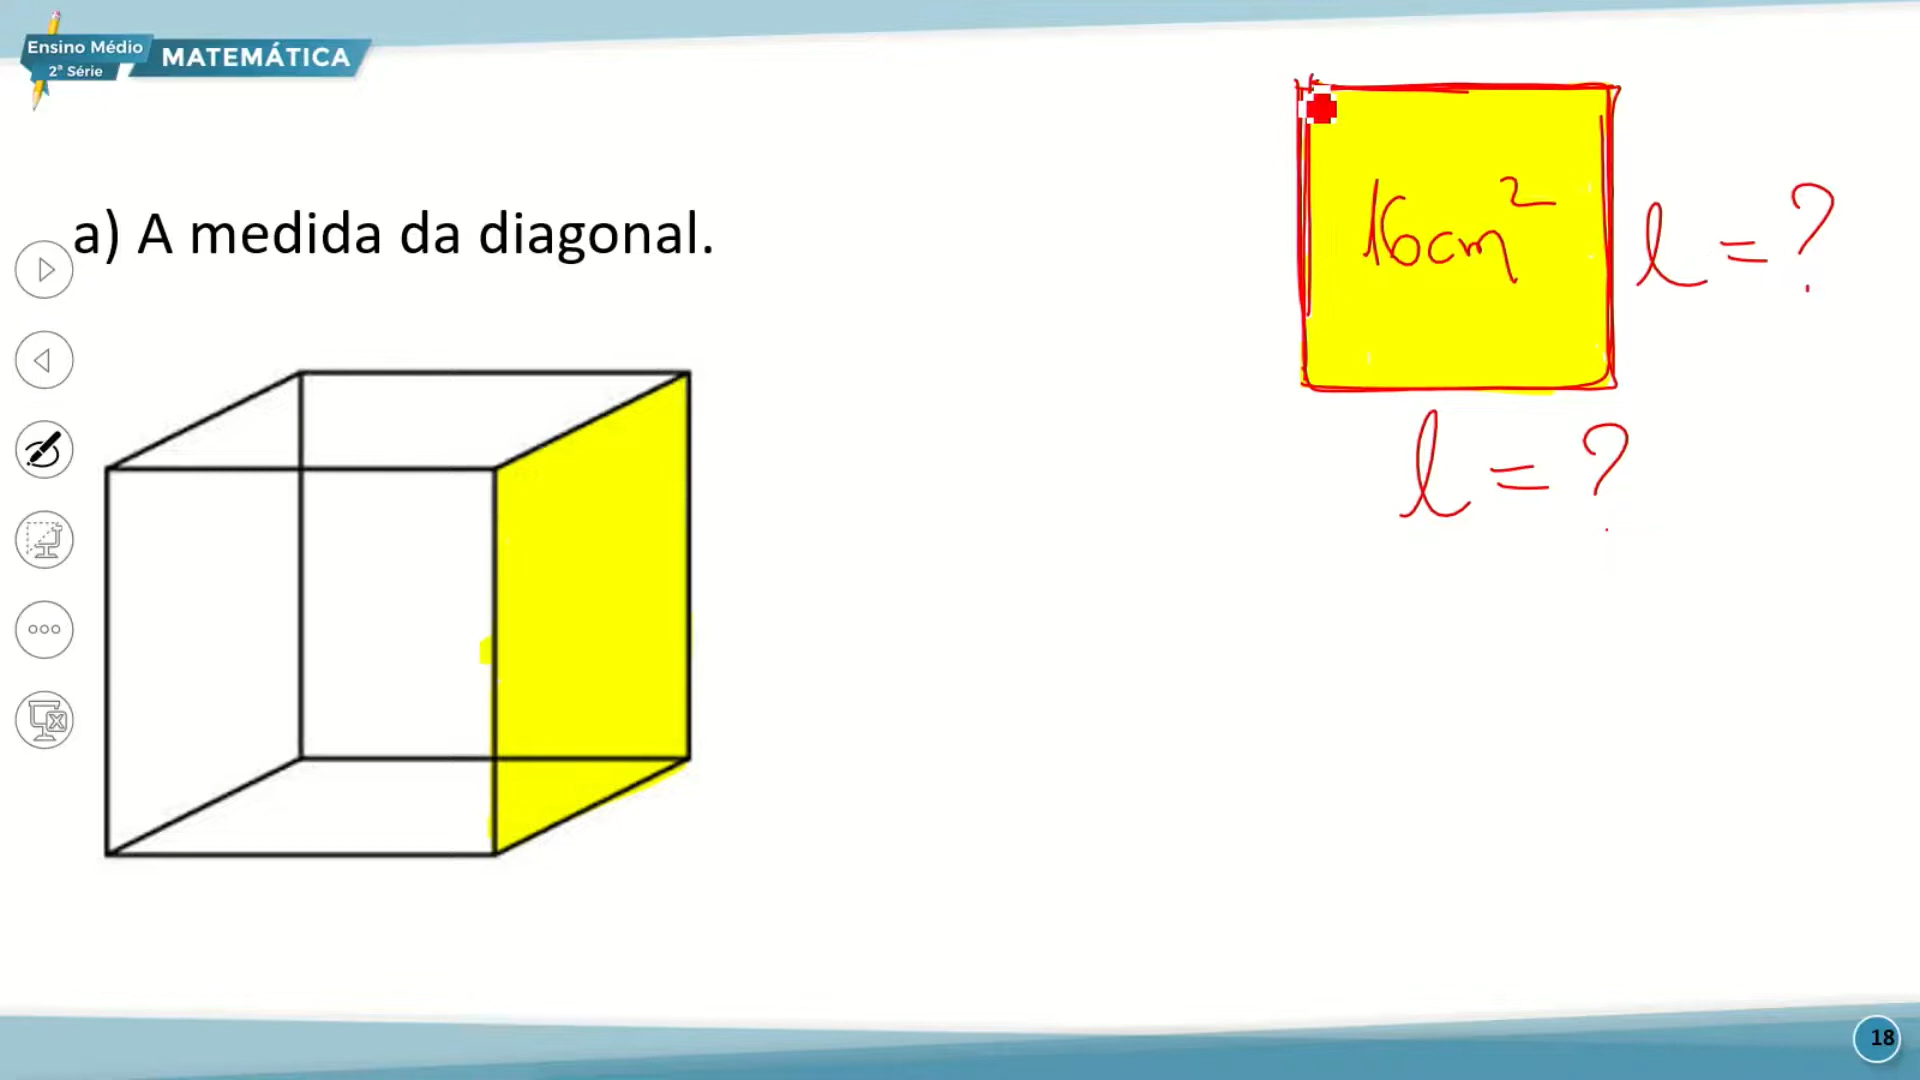 Ensino Médio
2ª Série
MATEMÁTICA
a) A medida da diagonal.
16cm²
l = ?
l = ?
18